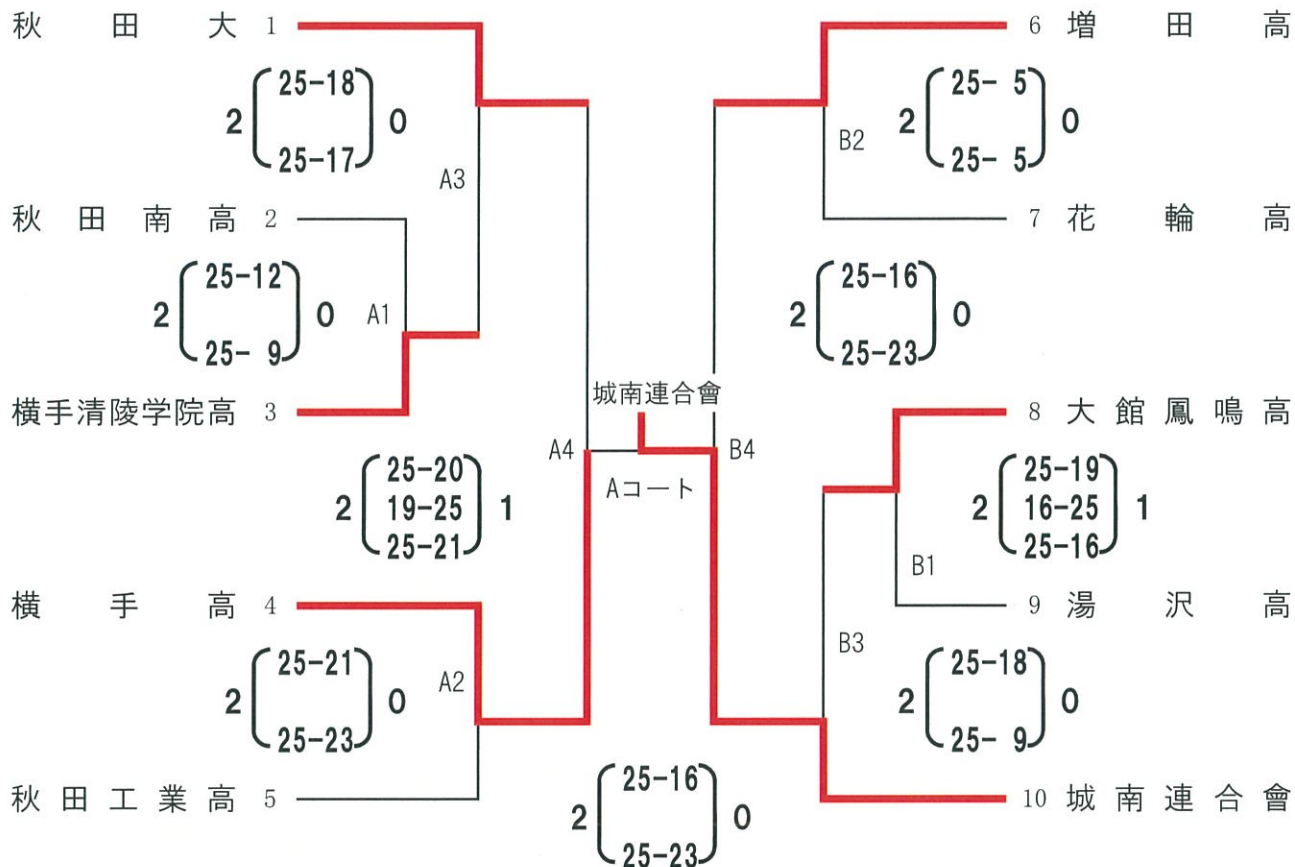 秋田大 1
2 25-18 0
25-17
A3
秋田南高 2
2 25-12 0
25- 9
A1
横手清陵学院高 3
A4
2 25-20 1
19-25
25-21
横手高 4
2 25-21 0
25-23
A2
秋田工業高 5
城南連合會
Aコート
2 25-16 0
25-23
6 増田高
2 25- 5 0
25- 5
B2
7 花輪高
2 25-16 0
25-23
B4
8 大館鳳鳴高
2 25-19 1
16-25
25-16
B1
9 湯沢高
B3
2 25-18 0
25- 9
10 城南連合會